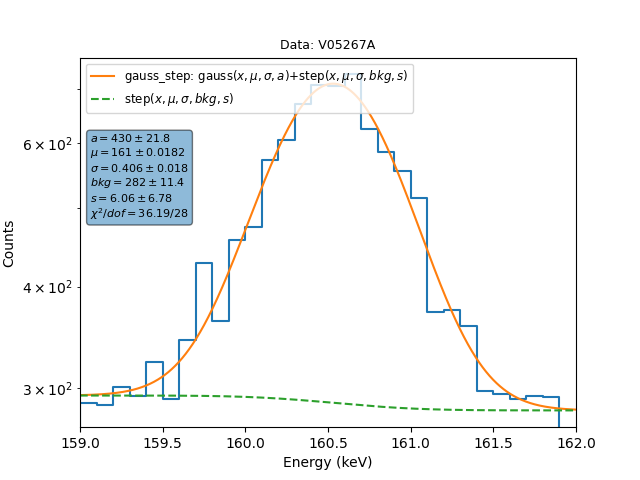 Data: V05267A
gauss_step: gauss(x, μ, σ, a)+step(x, μ, σ, bkg, s)
step(x, μ, σ, bkg, s)
a = 430 ± 21.8
μ = 161 ± 0.0182
σ = 0.406 ± 0.018
bkg = 282 ± 11.4
s = 6.06 ± 6.78
χ²/dof = 36.19/28
6 × 10²
4 × 10²
3 × 10²
Counts
159.0 159.5 160.0 160.5 161.0 161.5 162.0
Energy (keV)